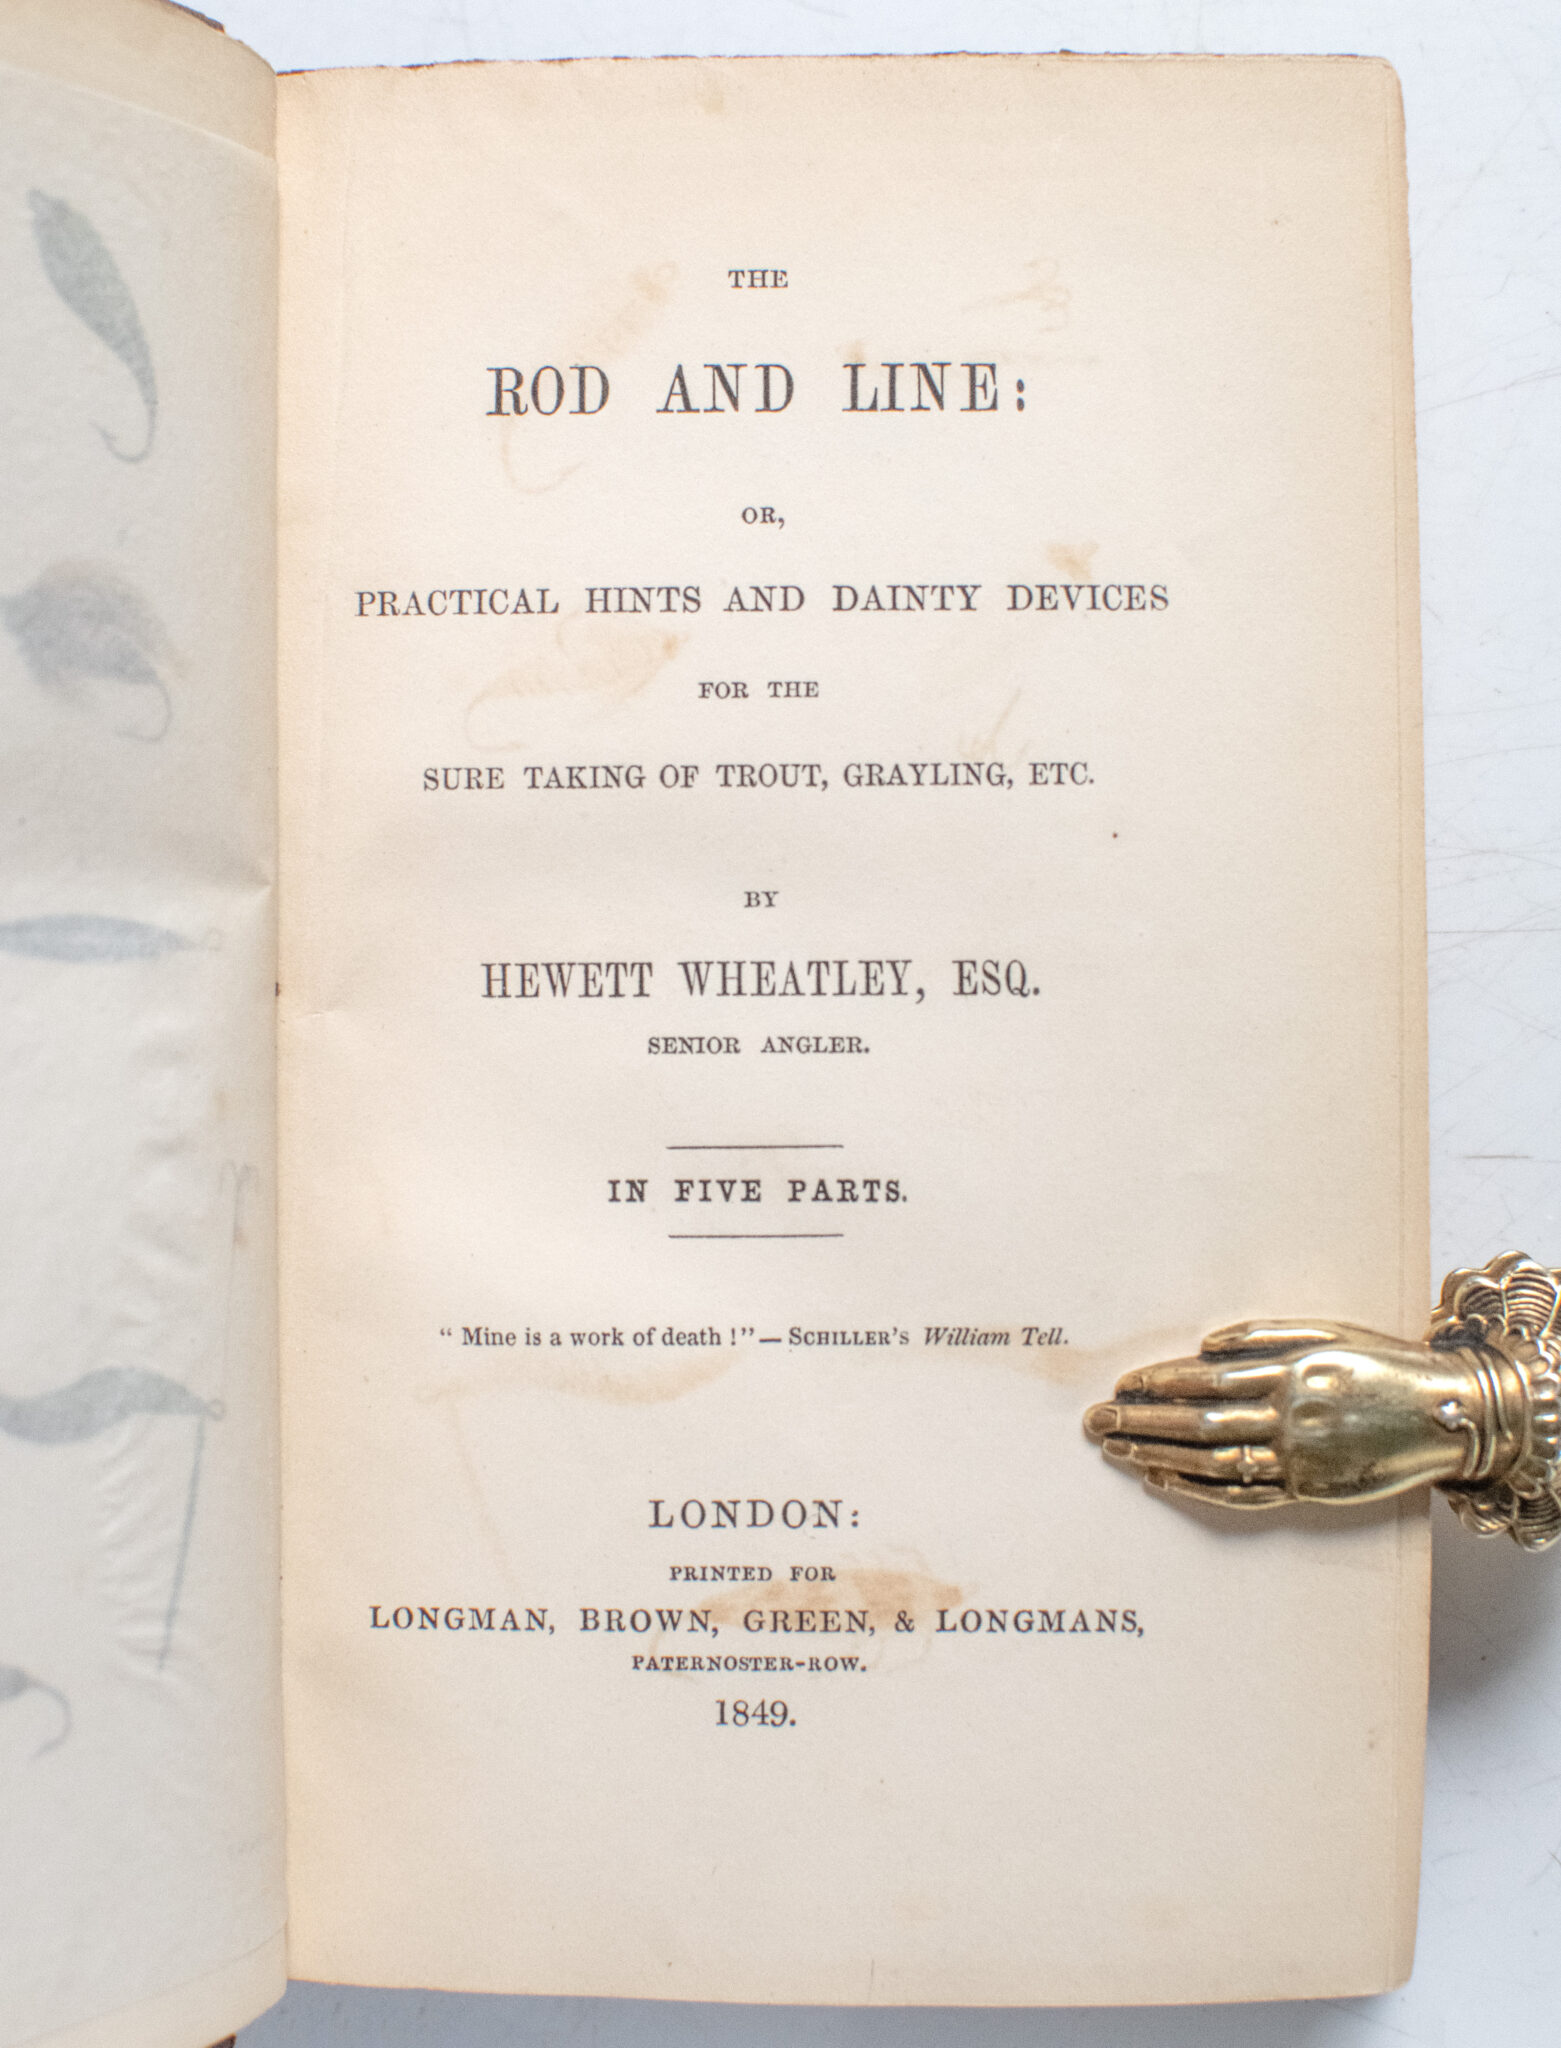 THE
ROD AND LINE:
OR,
PRACTICAL HINTS AND DAINTY DEVICES
FOR THE
SURE TAKING OF TROUT, GRAYLING, ETC.
BY
HEWETT WHEATLEY, ESQ.
SENIOR ANGLER.
IN FIVE PARTS.
“ Mine is a work of death !”—SCHILLER’S William Tell.
LONDON:
PRINTED FOR
LONGMAN, BROWN, GREEN, & LONGMANS,
PATERNOSTER-ROW.
1849.